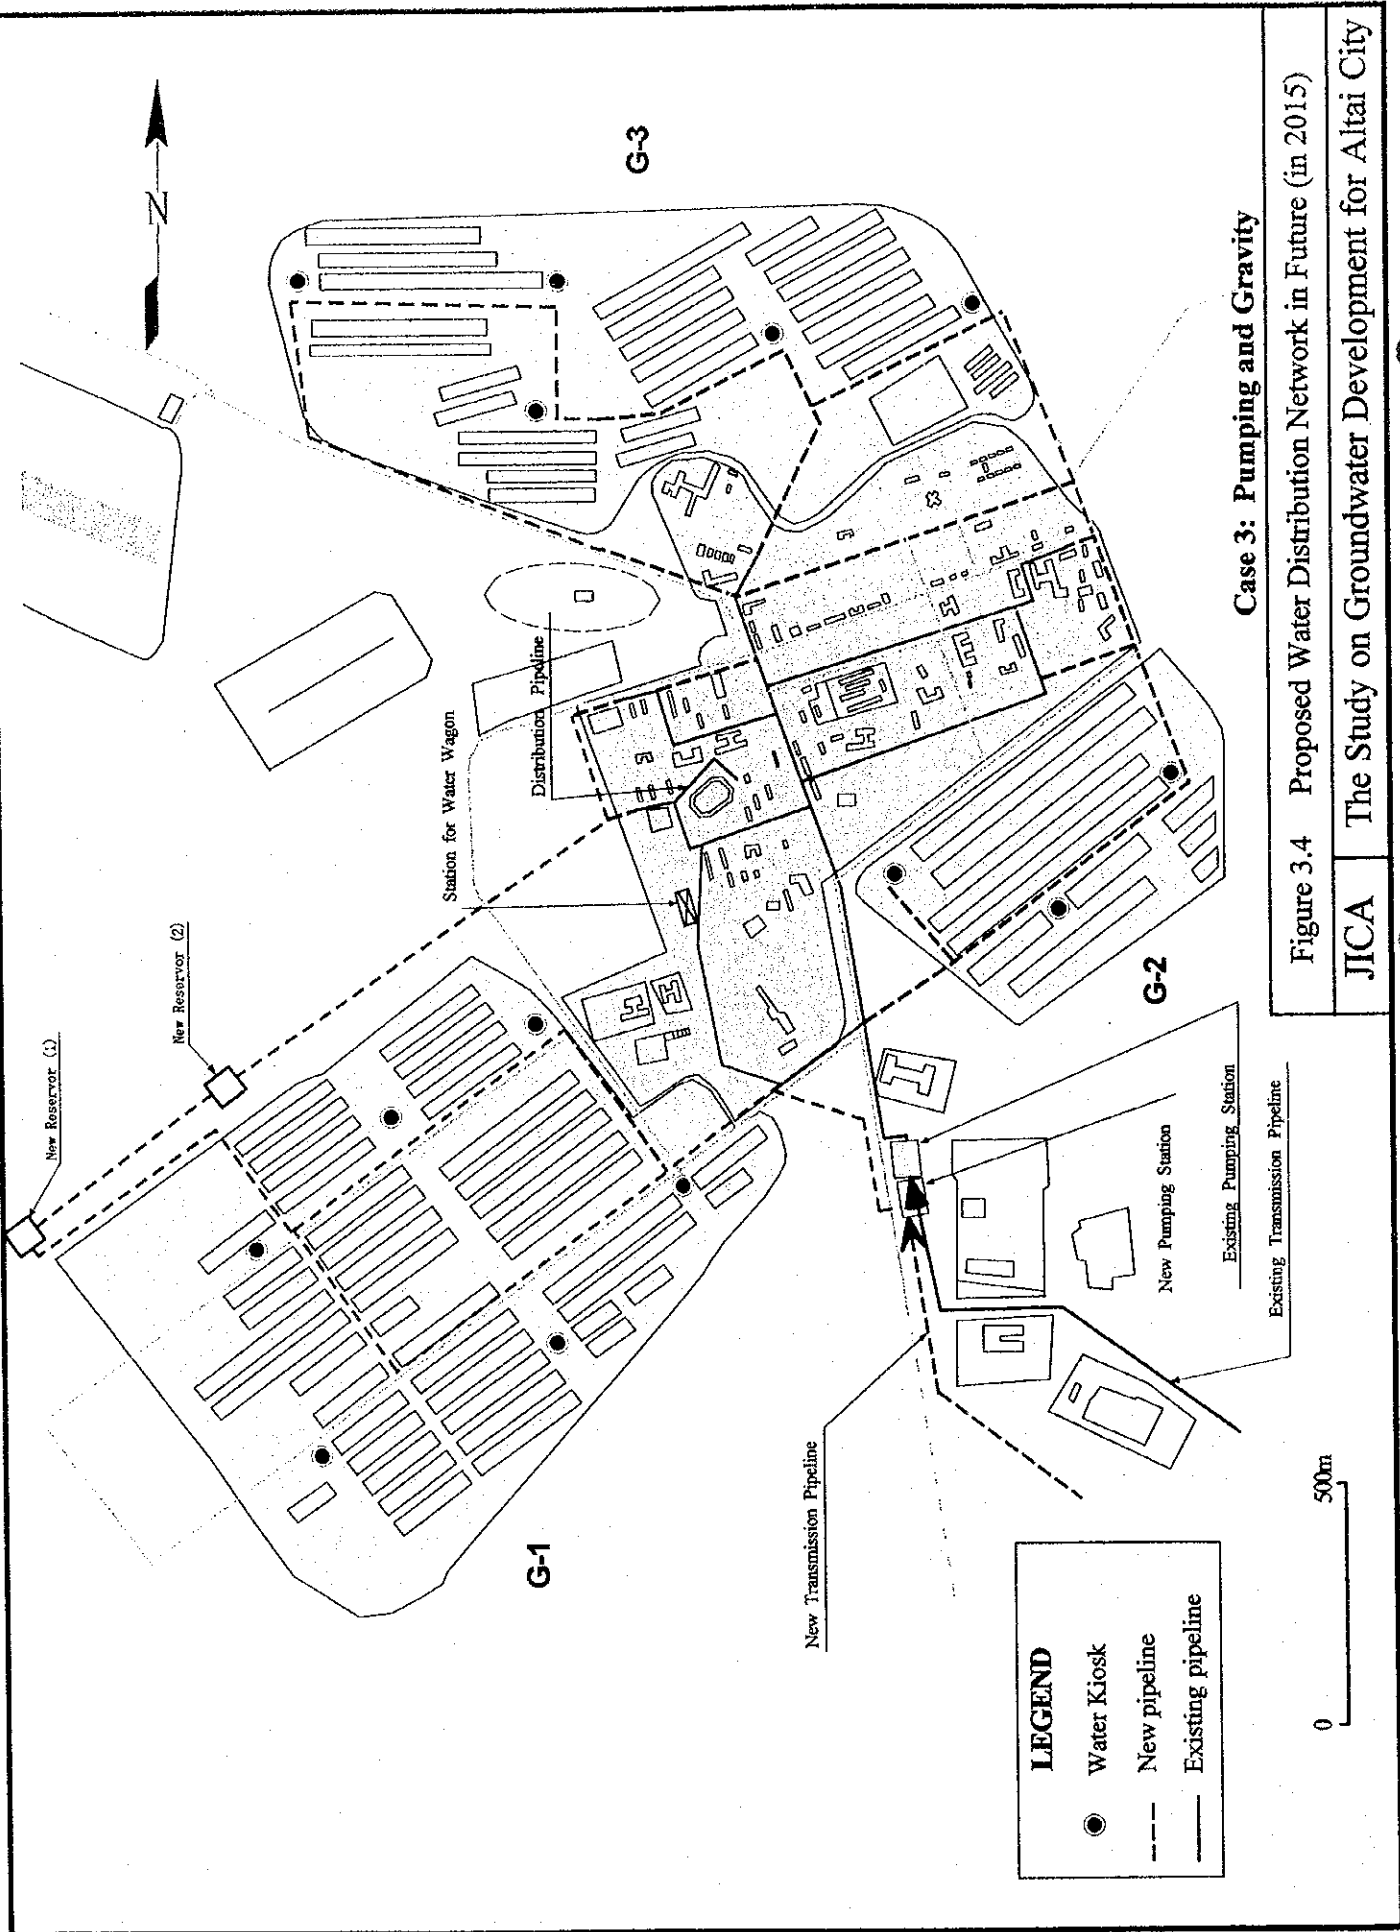 New Reservor (1)
New Reservor (2)
N
G-3
Station for Water Wagon
Distribution Pipeline
G-1
G-2
New Transmission Pipeline
New Pumping Station
Existing Pumping Station
Existing Transmission Pipeline
LEGEND
Water Kiosk
New pipeline
Existing pipeline
0 500m
Case 3: Pumping and Gravity
Figure 3.4 Proposed Water Distribution Network in Future (in 2015)
JICA The Study on Groundwater Development for Altai City